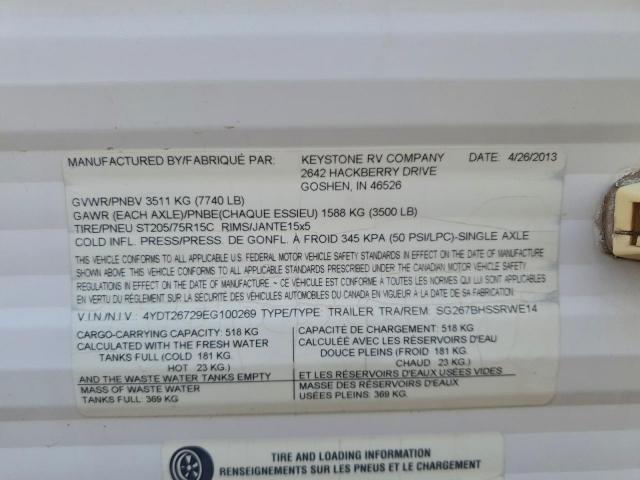 MANUFACTURED BY/FABRIQUÉ PAR: KEYSTONE RV COMPANY DATE: 4/26/2013
2642 HACKBERRY DRIVE
GOSHEN, IN 46526
GVWR/PNBV 3511 KG (7740 LB)
GAWR (EACH AXLE)/PNBE(CHAQUE ESSIEU) 1588 KG (3500 LB)
TIRE/PNEU ST205/75R15C RIMS/JANTE15x5
COLD INFL. PRESS/PRESS. DE GONFL. À FROID 345 KPA (50 PSI/LPC)-SINGLE AXLE
THIS VEHICLE CONFORMS TO ALL APPLICABLE U.S. FEDERAL MOTOR VEHICLE SAFETY STANDARDS IN EFFECT ON THE DATE OF MANUFACTURE
SHOWN ABOVE. THIS VEHICLE CONFORMS TO ALL APPLICABLE STANDARDS PRESCRIBED UNDER THE CANADIAN MOTOR VEHICLE SAFETY
REGULATIONS IN EFFECT ON THE DATE OF MANUFACTURE / CE VÉHICULE EST CONFORME À TOUTES LES NORMES QUI LUI SONT APPLICABLES
EN VERTU DU RÈGLEMENT SUR LA SÉCURITÉ DES VÉHICULES AUTOMOBILES DU CANADA EN VIGUEUR À LA DATE DE SA FABRICATION.
V.I.N./N.I.V.: 4YDT26729EG100269 TYPE/TYPE: TRAILER TRA/REM: SG267BHSSRWE14
CARGO-CARRYING CAPACITY: 518 KG
CALCULATED WITH THE FRESH WATER
TANKS FULL (COLD 181 KG.
HOT 23 KG.)
AND THE WASTE WATER TANKS EMPTY
MASS OF WASTE WATER
TANKS FULL: 369 KG
CAPACITÉ DE CHARGEMENT: 518 KG
CALCULÉE AVEC LES RÉSERVOIRS D'EAU
DOUCE PLEINS (FROID 181 KG.
CHAUD 23 KG.)
ET LES RÉSERVOIRS D'EAUX USÉES VIDES
MASSE DES RÉSERVOIRS D'EAUX
USÉES PLEINS: 369 KG.
TIRE AND LOADING INFORMATION
RENSEIGNEMENTS SUR LES PNEUS ET LE CHARGEMENT